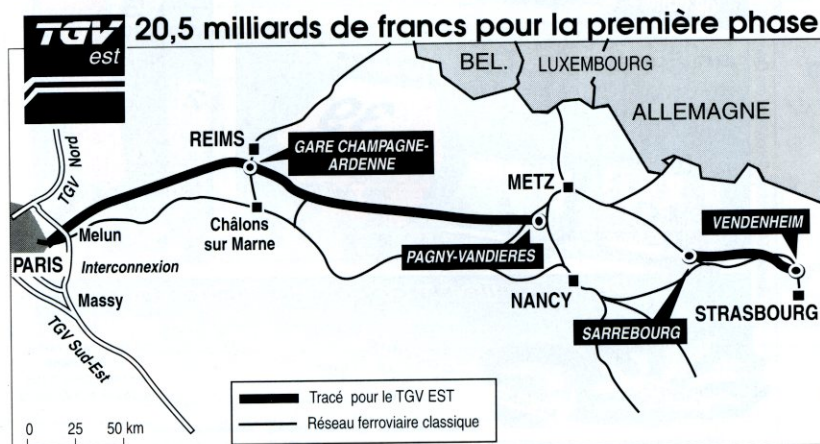 TGV
est
20,5 milliards de francs pour la première phase
BEL.
LUXEMBOURG
ALLEMAGNE
REIMS
GARE CHAMPAGNE-
ARDENNE
TGV Nord
METZ
VENDENHEIM
Châlons
sur Marne
Melun
PARIS
Interconnexion
PAGNY-VANDIERES
Massy
NANCY
SARREBOURG
STRASBOURG
TGV Sud-Est
Tracé pour le TGV EST
Réseau ferroviaire classique
0 25 50 km